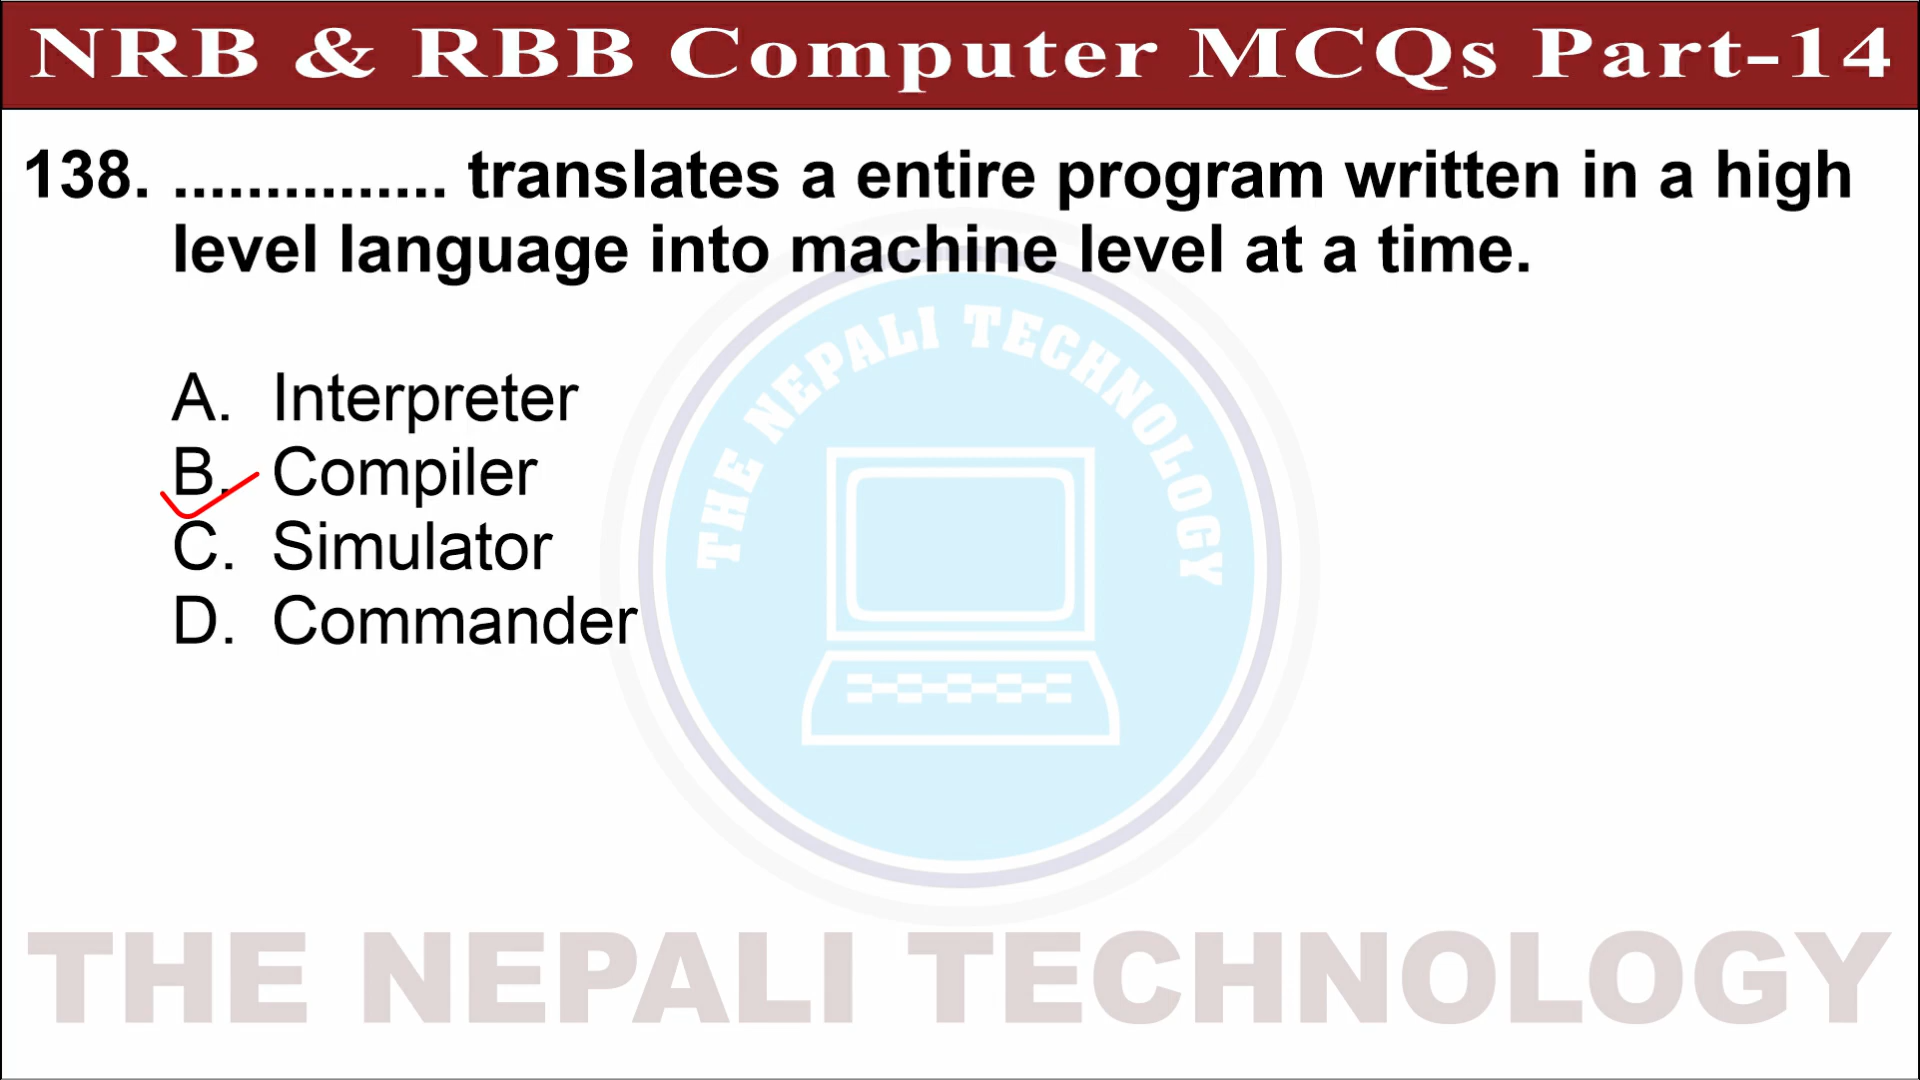 NRB & RBB Computer MCQs Part-14
138. ............... translates a entire program written in a high
level language into machine level at a time.
A. Interpreter
B. Compiler
C. Simulator
D. Commander
THE NEPALI TECHNOLOGY
THE NEPALI TECHNOLOGY